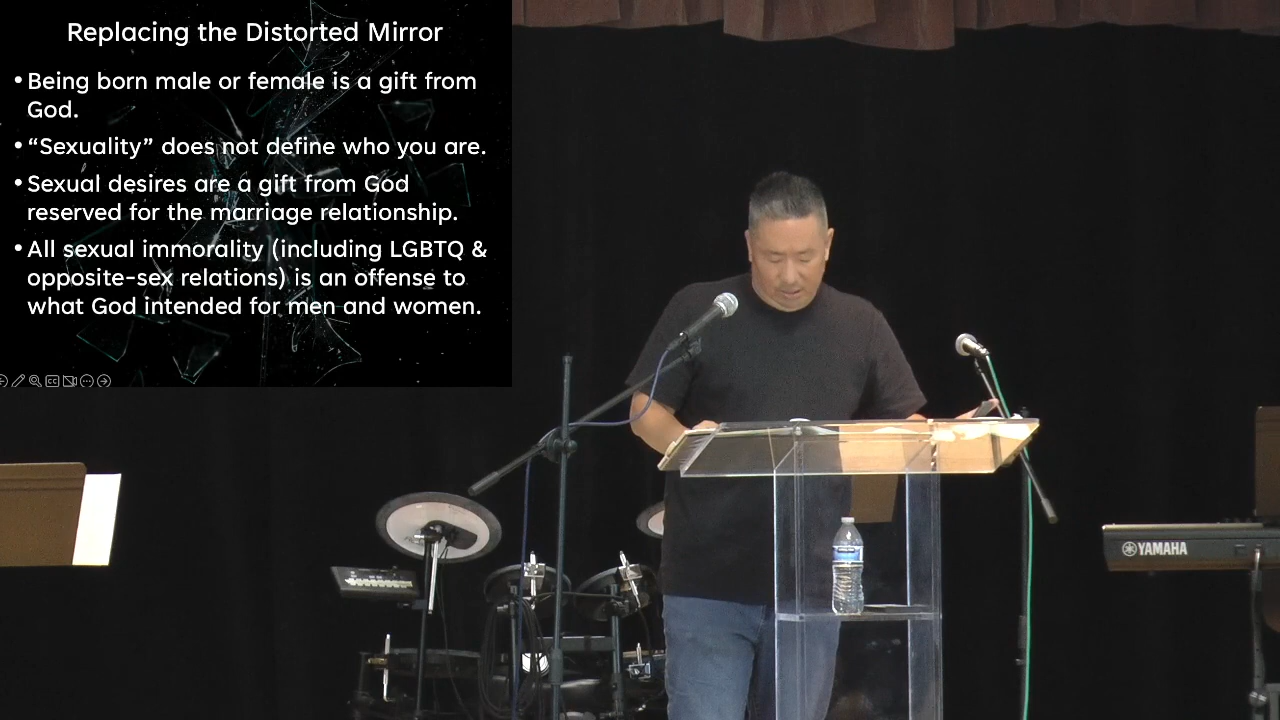 Replacing the Distorted Mirror
• Being born male or female is a gift from
God.
• “Sexuality” does not define who you are.
• Sexual desires are a gift from God
reserved for the marriage relationship.
• All sexual immorality (including LGBTQ &
opposite-sex relations) is an offense to
what God intended for men and women.
CC
YAMAHA